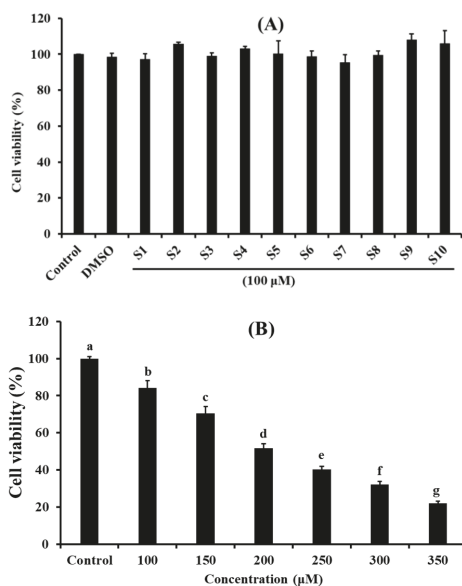 (A)
120
100
80
60
40
20
0
Cell viability (%)
Control DMSO S1 S2 S3 S4 S5 S6 S7 S8 S9 S10
(100 µM)
(B)
120
100
80
60
40
20
0
Cell viability (%)
a b c d e f g
Control 100 150 200 250 300 350
Concentration (µM)